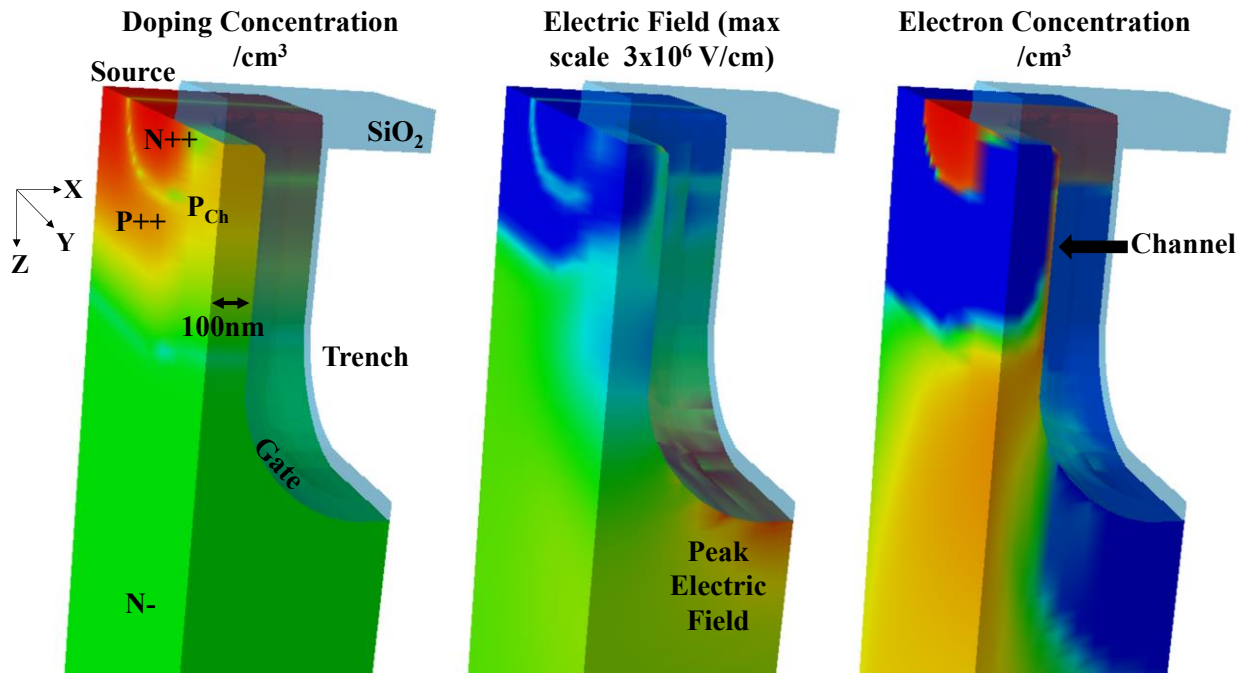 Doping Concentration
/cm³
Source
N++
SiO₂
X
Y
Z
P++
P_Ch
100nm
Trench
Gate
N-
Electric Field (max
scale 3x10⁶ V/cm)
Peak
Electric
Field
Electron Concentration
/cm³
Channel